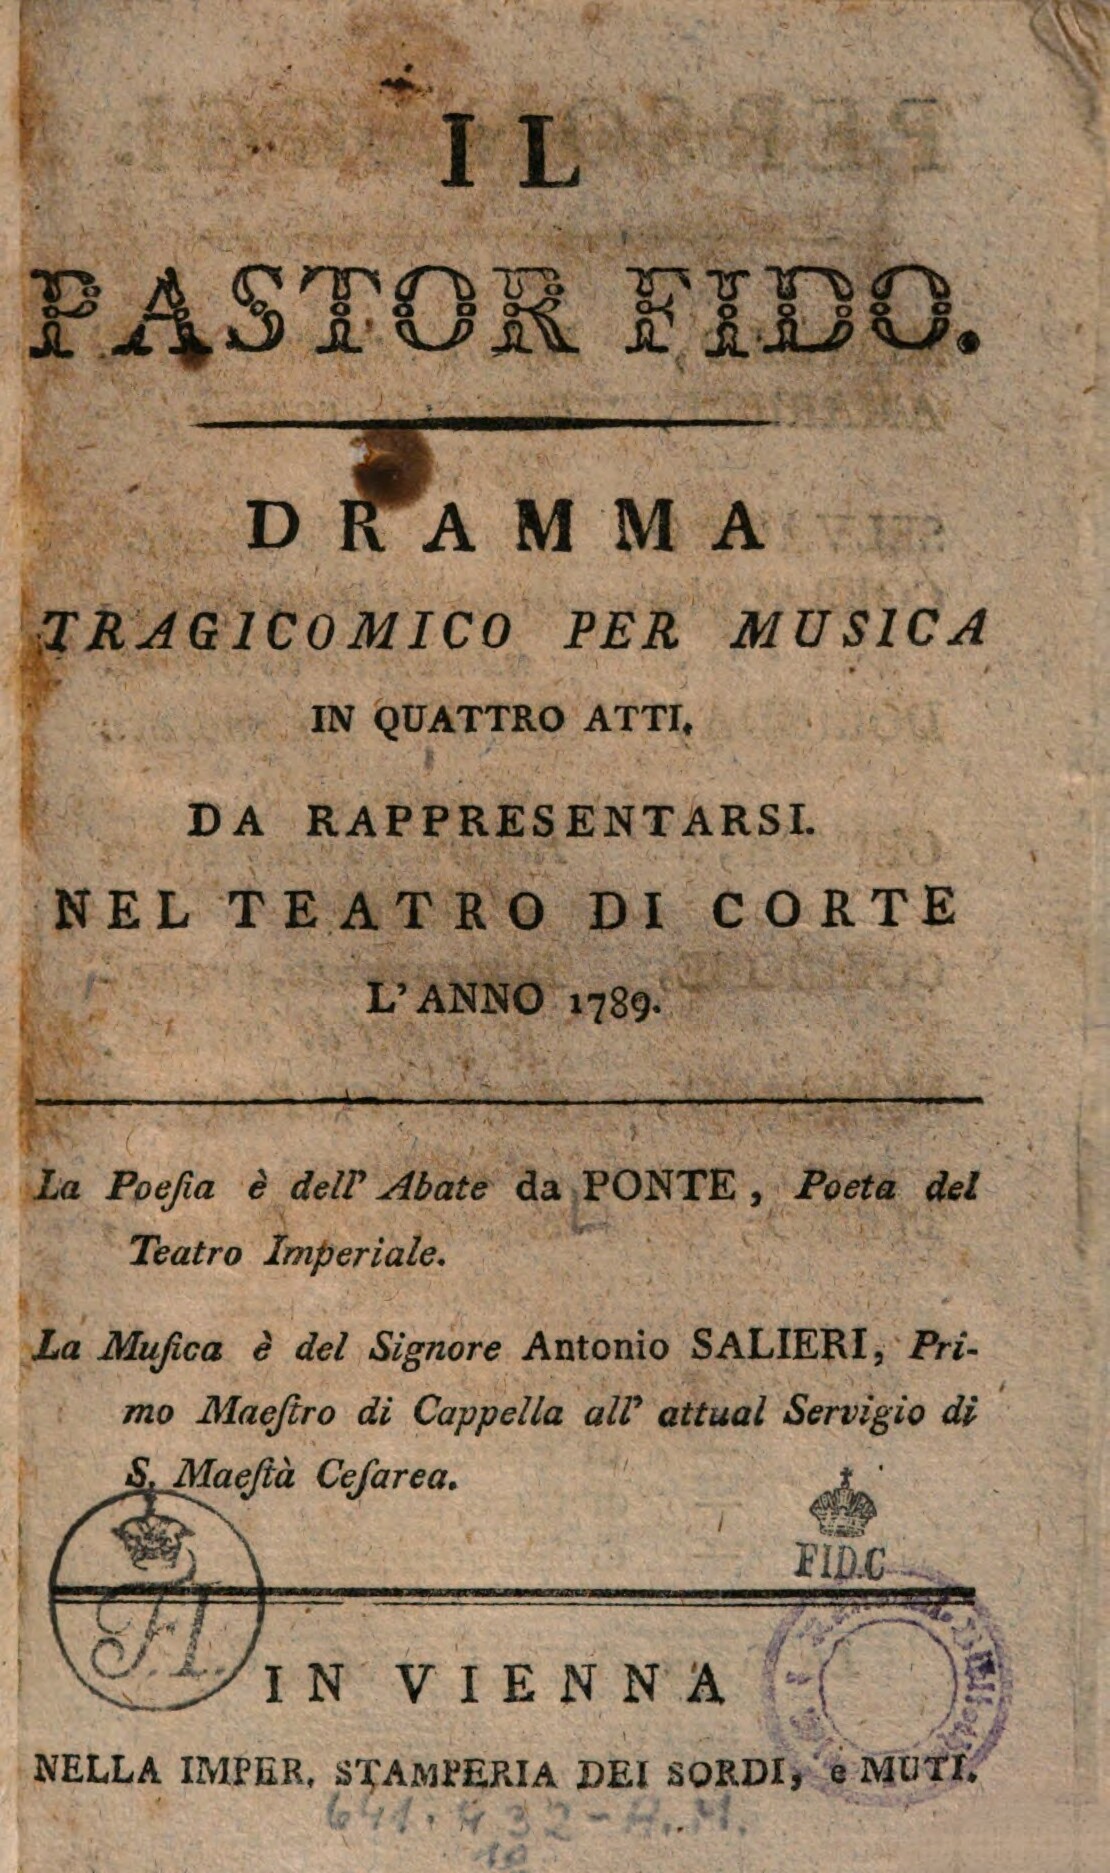 IL
PASTOR FIDO.
DRAMMA
TRAGICOMICO PER MUSICA
IN QUATTRO ATTI.
DA RAPPRESENTARSI.
NEL TEATRO DI CORTE
L'ANNO 1789.
La Poeſia è dell' Abate da PONTE, Poeta del
Teatro Imperiale.
La Muſica è del Signore Antonio SALIERI, Pri-
mo Maeſtro di Cappella all' attual Servigio di
S. Maeſtà Ceſarea.
FIDC
F.I.
IN VIENNA
NELLA IMPER. STAMPERIA DEI SORDI, e MUTI.
641.432-A.M.